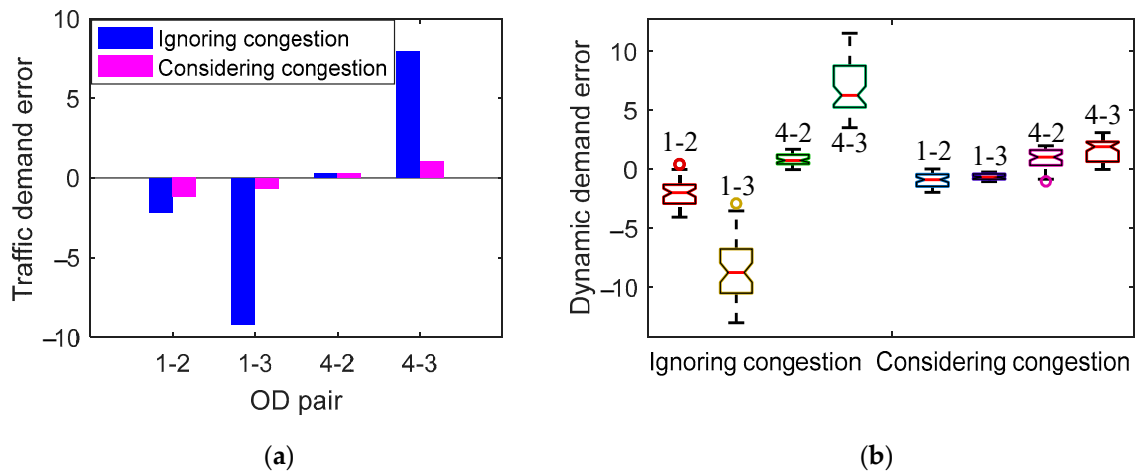 10
5
0
–5
–10
Traffic demand error
Ignoring congestion
Considering congestion
1-2
1-3
4-2
4-3
OD pair
(a)
10
5
0
–5
–10
Dynamic demand error
1-2
1-3
4-2
4-3
1-2
1-3
4-2
4-3
Ignoring congestion
Considering congestion
(b)